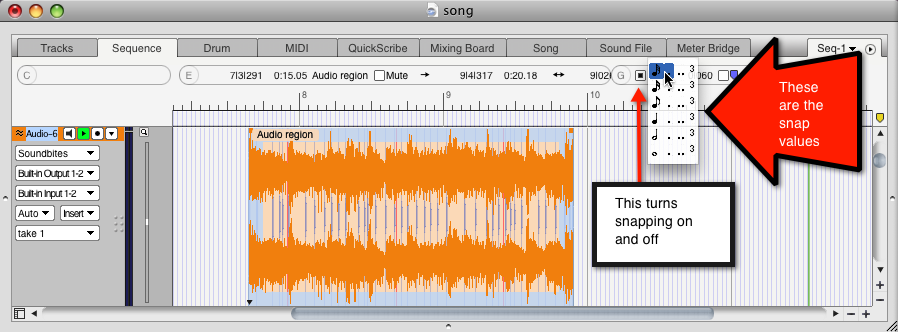 song
Tracks Sequence Drum MIDI QuickScribe Mixing Board Song Sound File Meter Bridge Seq-1
C E 7|3|291 0:15.05 Audio region Mute 9|4|317 0:20.18 9|02 G 060
8 9 10
3
3
3
3
3
3
These
are the
snap
values
Audio-6
Audio region
Soundbites
Built-in Output 1-2
Built-in Input 1-2
Auto Insert
take 1
This turns
snapping on
and off